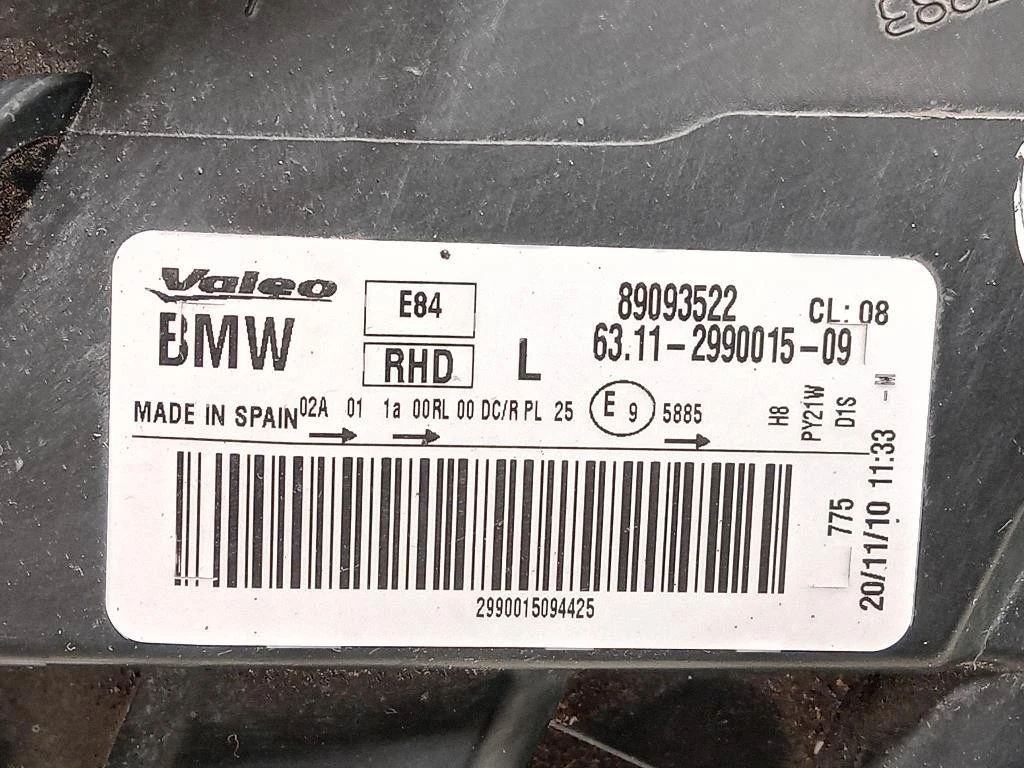 Valeo
BMW
E84
RHD
L
89093522
CL: 08
63.11-2990015-09
MADE IN SPAIN
02A 01 1a 00RL 00 DC/R PL 25
E 9
5885
H8
PY21W
D1S
-M
775
20/11/10 11:33
2990015094425